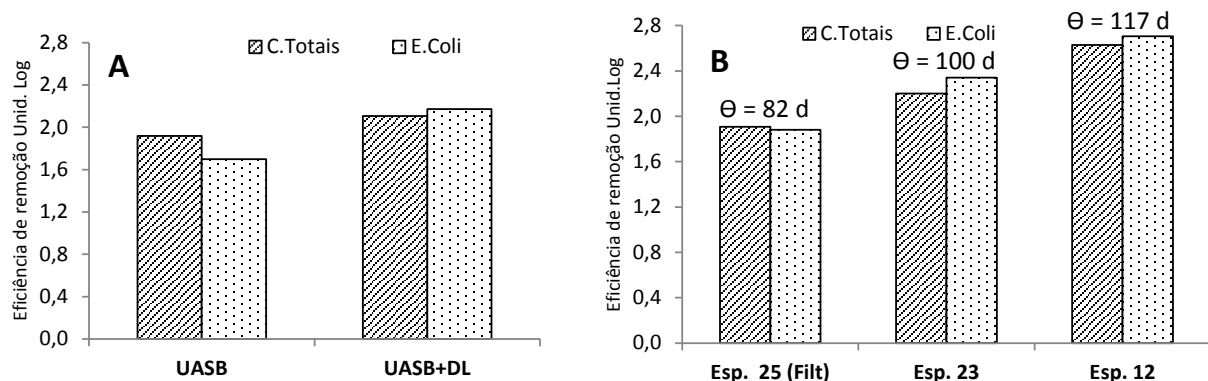 Eficiência de remoção Unid. Log
2,8
2,4
2,0
1,6
1,2
0,8
0,4
0,0
A
C.Totais E.Coli
UASB UASB+DL
Eficiência de remoção Unid.Log
2,8
2,4
2,0
1,6
1,2
0,8
0,4
0,0
B
C.Totais E.Coli
ϴ = 82 d
ϴ = 100 d
ϴ = 117 d
Esp. 25 (Filt) Esp. 23 Esp. 12